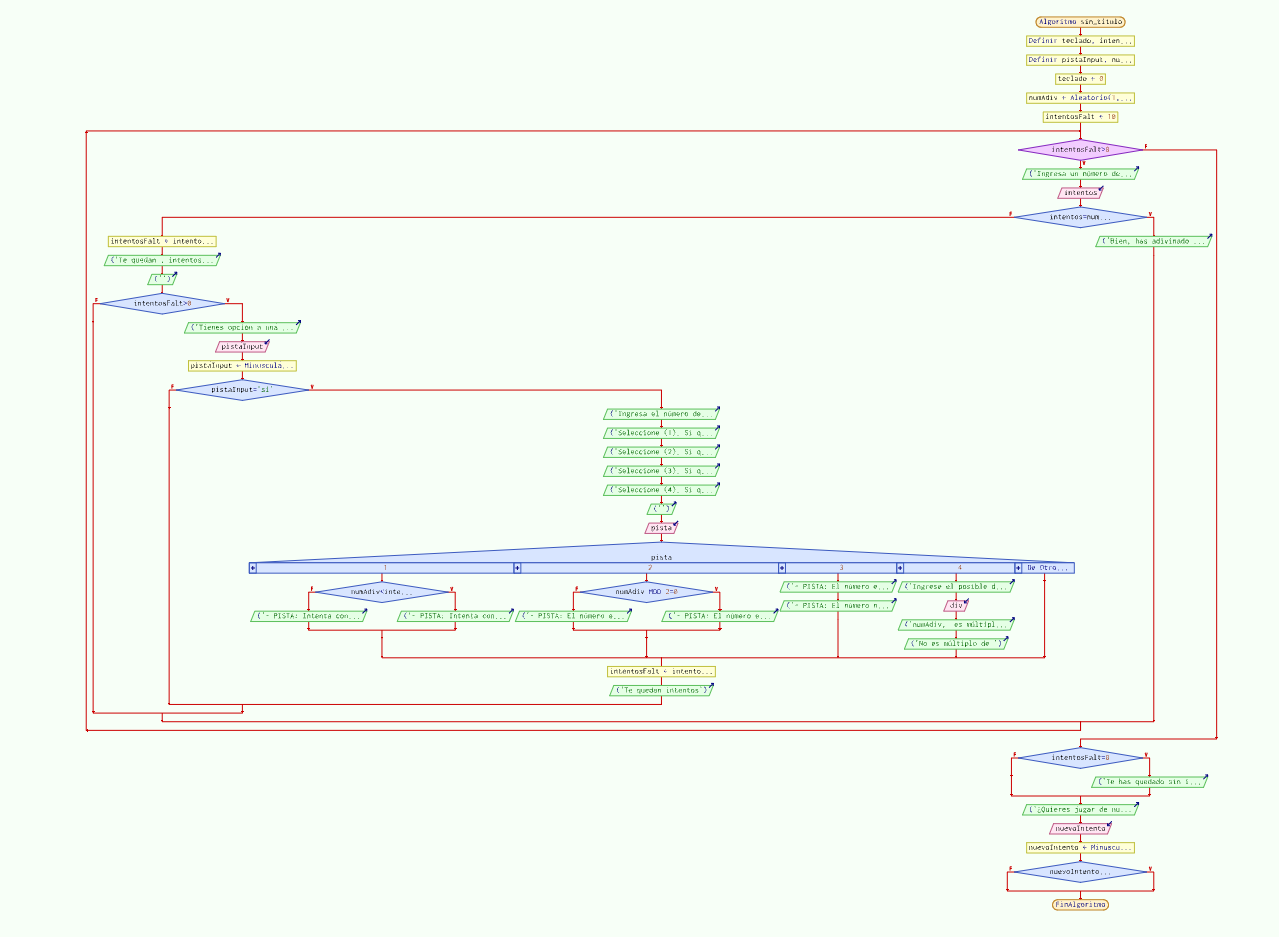 Algoritmo sin_titulo
Definir teclado, inten...
Definir pistaInput, nu...
teclado ← 0
numAdiv ← Aleatorio(1,...
intentosFalt ← 10
intentosFalt>0
F
V
('Ingresa un número de...
intentos
intentos=num...
F
V
('Bien, has adivinado ...
intentosFalt ← intento...
('Te quedan , intentos...
('')
intentosFalt>0
F
V
('Tienes opcion a una ...
pistaInput
pistaInput ← Minuscula...
pistaInput='si'
F
V
('Ingresa el número de...
('Seleccione (1). Si q...
('Seleccione (2). Si q...
('Seleccione (3). Si q...
('Seleccione (4). Si q...
('')
pista
pista
+ 1 + 2 + 3 + 4 + De Otro...
numAdiv<inte...
F
V
('- PISTA: Intenta con...
('- PISTA: Intenta con...
numAdiv MOD 2=0
F
V
('- PISTA: El número e...
('- PISTA: El número e...
('- PISTA: El número e...
('- PISTA: El número n...
('Ingrese el posible d...
div
('numAdiv, es múltipl...
('No es múltiplo de ')
intentosFalt ← intento...
('Te quedan intentos')
intentosFalt=0
F
V
('Te has quedado sin i...
('¿Quieres jugar de nu...
nuevoIntento
nuevoIntento ← Minuscu...
nuevoIntento...
F
V
FinAlgoritmo